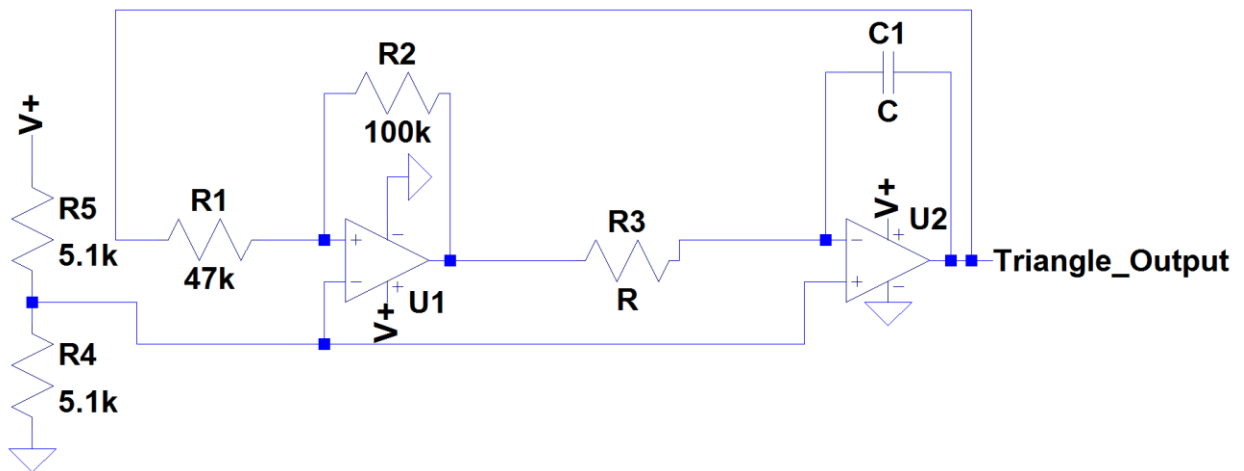 C1
C
R2
100k
V+
R5
5.1k
R1
47k
+
−
−
+
U1
V+
R3
R
V+
U2
−
+
+
−
Triangle_Output
R4
5.1k